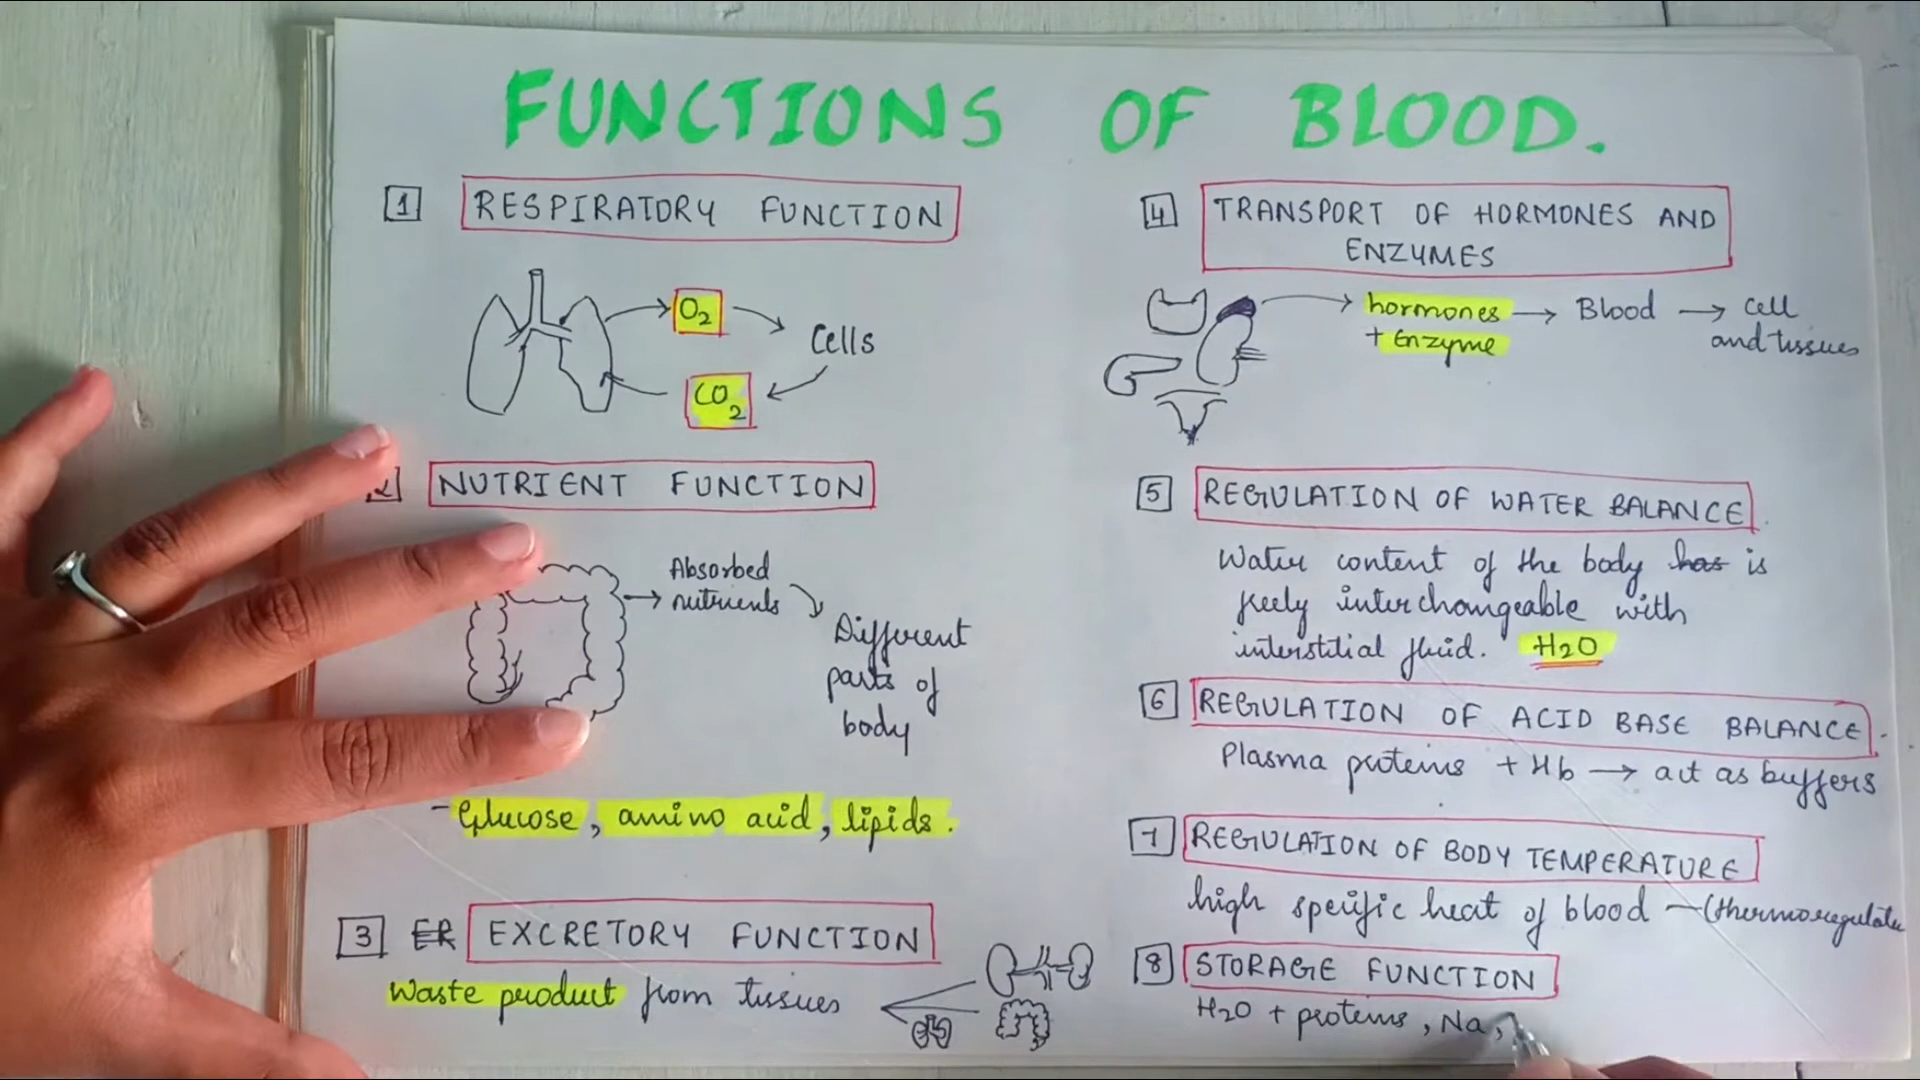 FUNCTIONS OF BLOOD.
1 RESPIRATORY FUNCTION
O2
Cells
CO2
2 NUTRIENT FUNCTION
Absorbed
nutrients
Different
parts of
body
- Glucose, amino acid, lipids.
3 ER EXCRETORY FUNCTION
Waste product from tissues
4 TRANSPORT OF HORMONES AND
ENZYMES
hormones → Blood → cell
+ Enzyme and tissues
5 REGULATION OF WATER BALANCE.
Water content of the body has is
freely interchangeable with
interstitial fluid. H2O
6 REGULATION OF ACID BASE BALANCE.
Plasma proteins + Hb → act as buffers
7 REGULATION OF BODY TEMPERATURE
high specific heat of blood - (thermoregulate
8 STORAGE FUNCTION
H2O + proteins, Na,